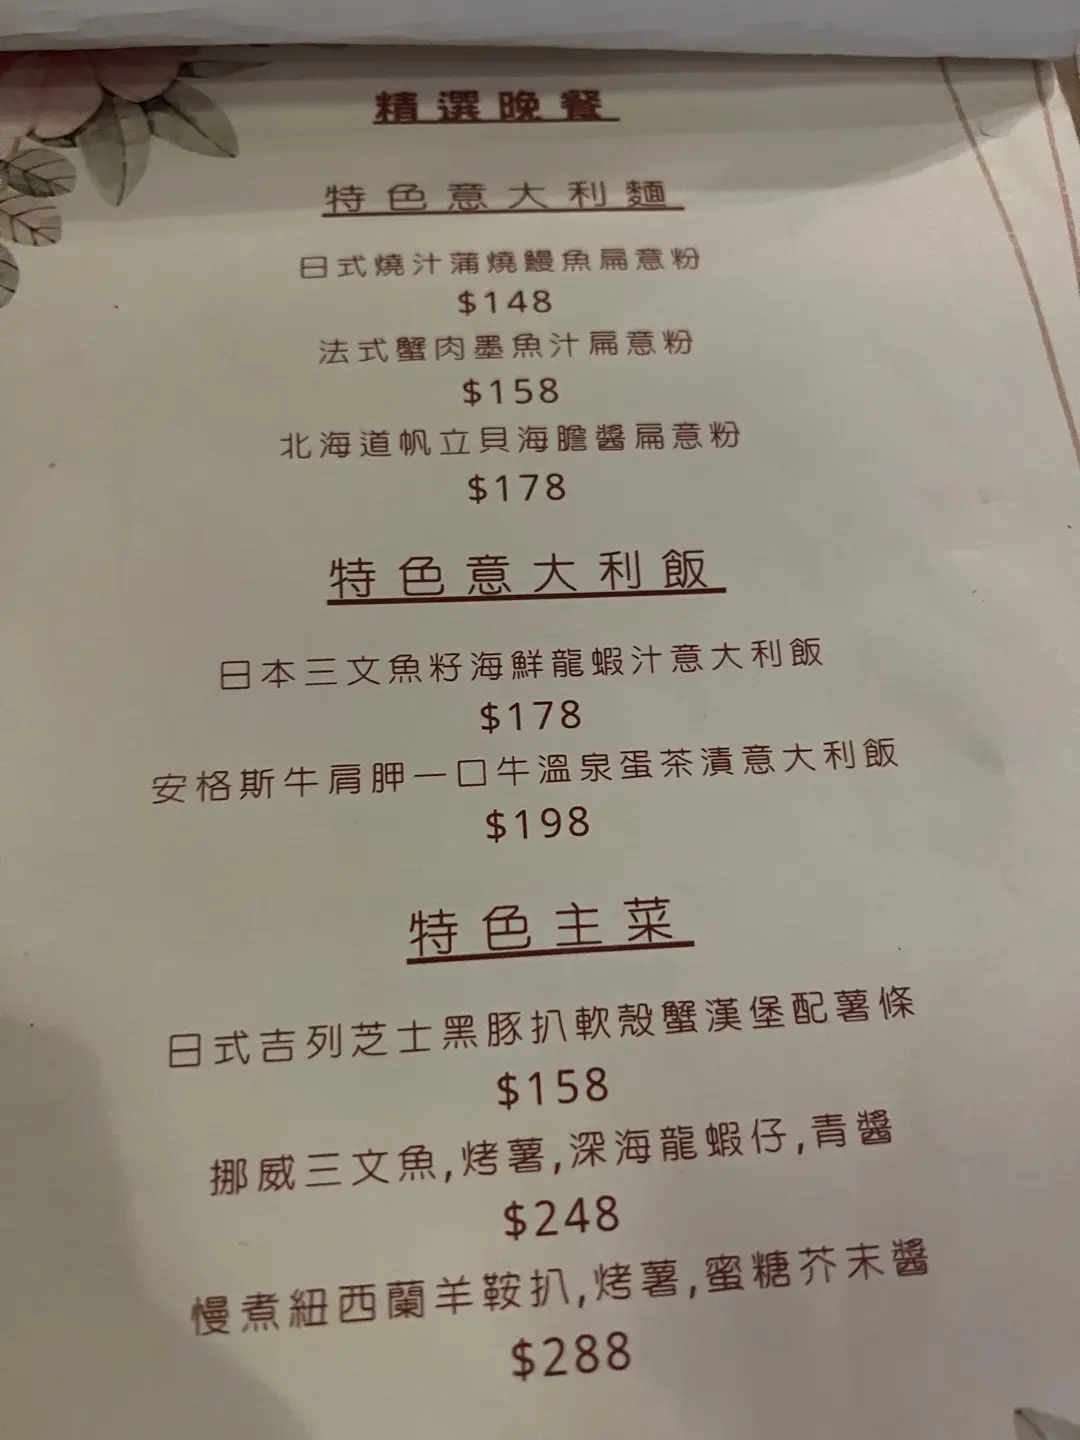 精選晚餐
特色意大利麵
日式燒汁蒲燒鰻魚扁意粉
$148
法式蟹肉墨魚汁扁意粉
$158
北海道帆立貝海膽醬扁意粉
$178
特色意大利飯
日本三文魚籽海鮮龍蝦汁意大利飯
$178
安格斯牛肩胛一口牛溫泉蛋茶漬意大利飯
$198
特色主菜
日式吉列芝士黑豚扒軟殼蟹漢堡配薯條
$158
挪威三文魚,烤薯,深海龍蝦仔,青醬
$248
慢煮紐西蘭羊鞍扒,烤薯,蜜糖芥末醬
$288